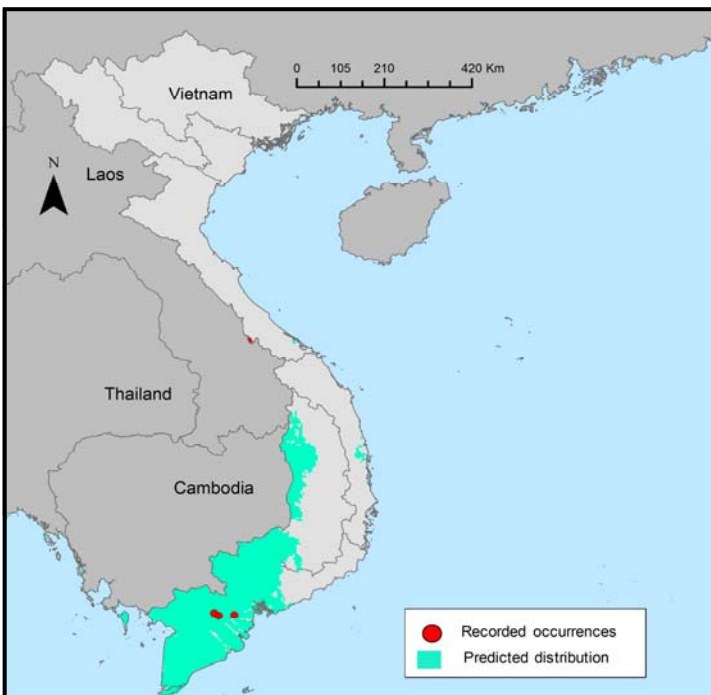 0 105 210 420 Km
Vietnam
N
Laos
Thailand
Cambodia
Recorded occurrences
Predicted distribution